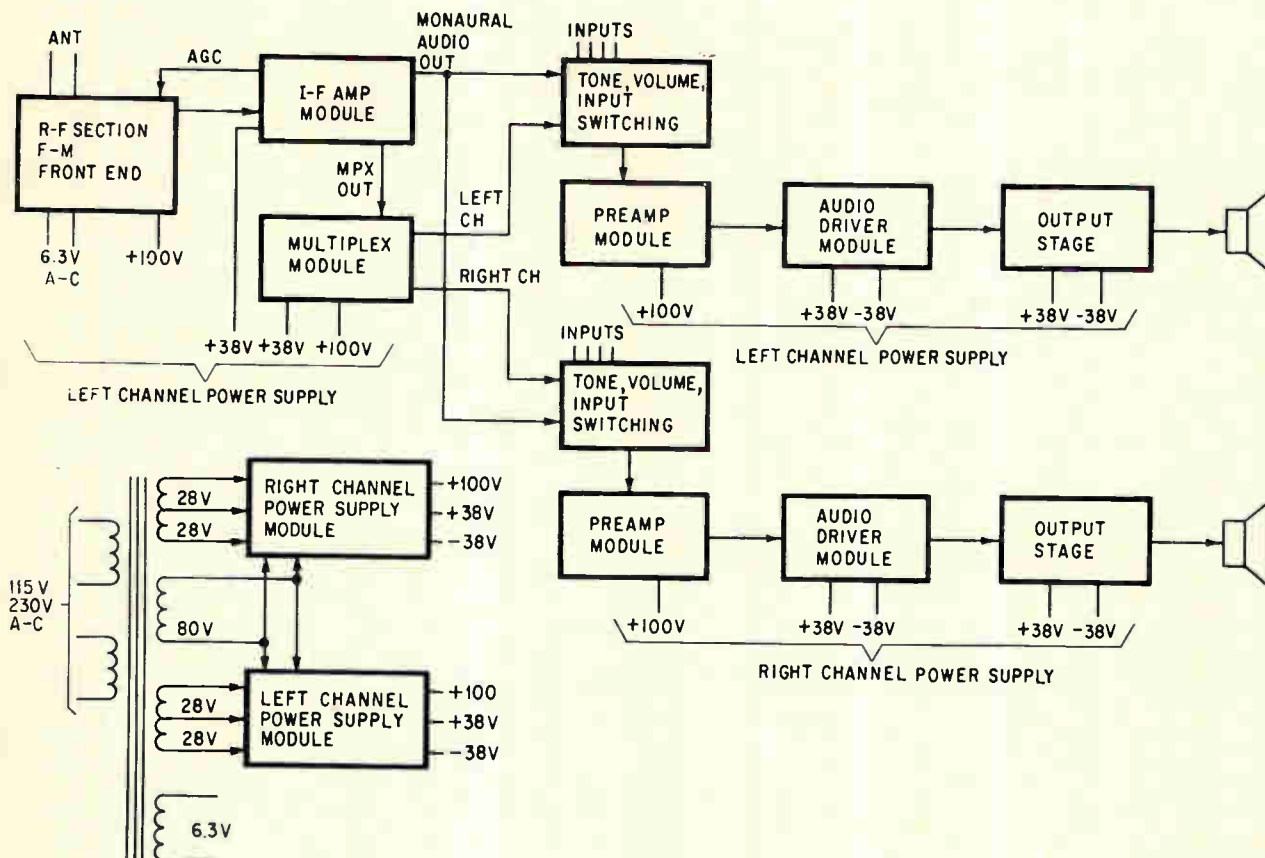 ANT
AGC
MONAURAL
AUDIO
OUT
R-F SECTION
F-M
FRONT END
I-F AMP
MODULE
MPX
OUT
6.3V
A-C
+100V
MULTIPLEX
MODULE
LEFT
CH
RIGHT CH
+38V +38V +100V
LEFT CHANNEL POWER SUPPLY
INPUTS
TONE, VOLUME,
INPUT
SWITCHING
PREAMP
MODULE
AUDIO
DRIVER
MODULE
OUTPUT
STAGE
+100V
+38V -38V
+38V -38V
LEFT CHANNEL POWER SUPPLY
INPUTS
TONE, VOLUME,
INPUT
SWITCHING
PREAMP
MODULE
AUDIO
DRIVER
MODULE
OUTPUT
STAGE
+100V
+38V -38V
+38V -38V
RIGHT CHANNEL POWER SUPPLY
115V
230V
A-C
28V
28V
RIGHT CHANNEL
POWER SUPPLY
MODULE
+100V
+38V
-38V
80V
28V
28V
LEFT CHANNEL
POWER SUPPLY
MODULE
+100
+38V
-38V
6.3V